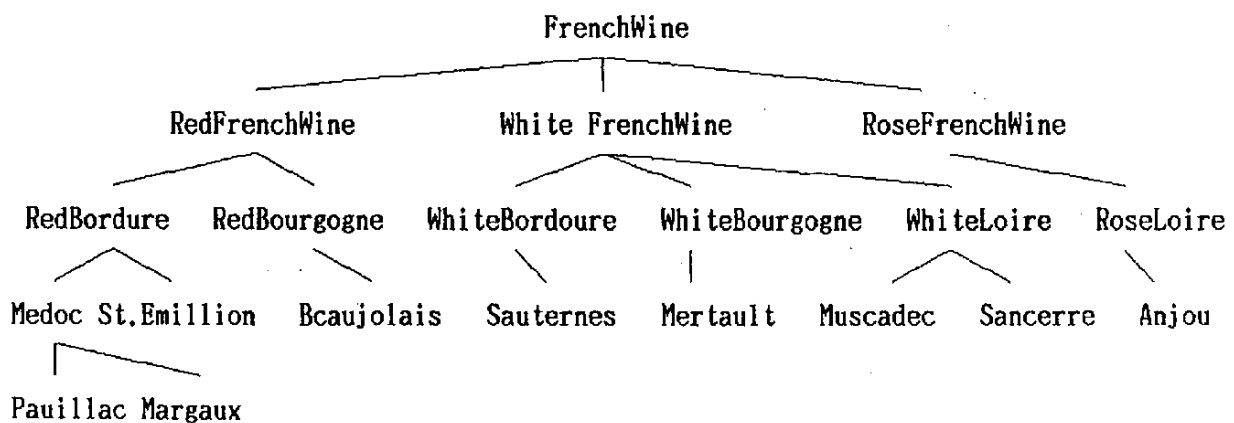 FrenchWine
RedFrenchWine White FrenchWine RoseFrenchWine
RedBordure RedBourgogne WhiteBordoure WhiteBourgogne WhiteLoire RoseLoire
Medoc St.Emillion Bcaujolais Sauternes Mertault Muscadec Sancerre Anjou
Pauillac Margaux